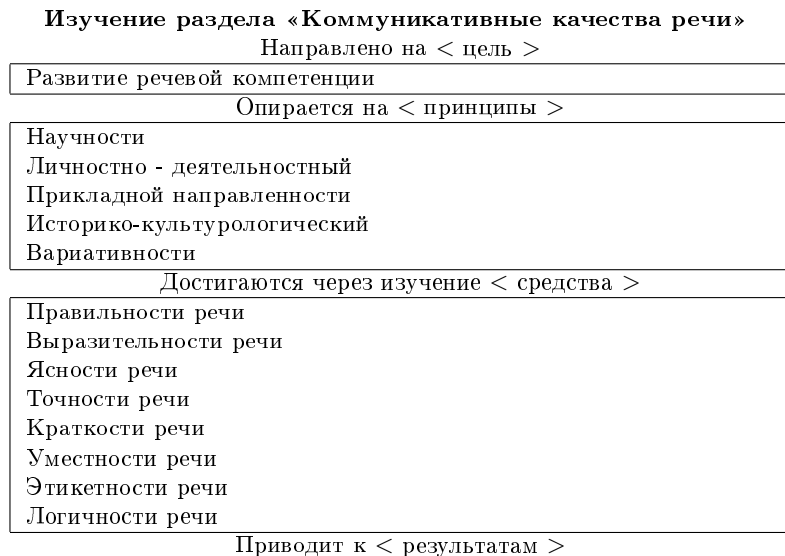 Изучение раздела «Коммуникативные качества речи»
Направлено на < цель >
Развитие речевой компетенции
Опирается на < принципы >
Научности
Личностно - деятельностный
Прикладной направленности
Историко-культурологический
Вариативности
Достигаются через изучение < средства >
Правильности речи
Выразительности речи
Ясности речи
Точности речи
Краткости речи
Уместности речи
Этикетности речи
Логичности речи
Приводит к < результатам >